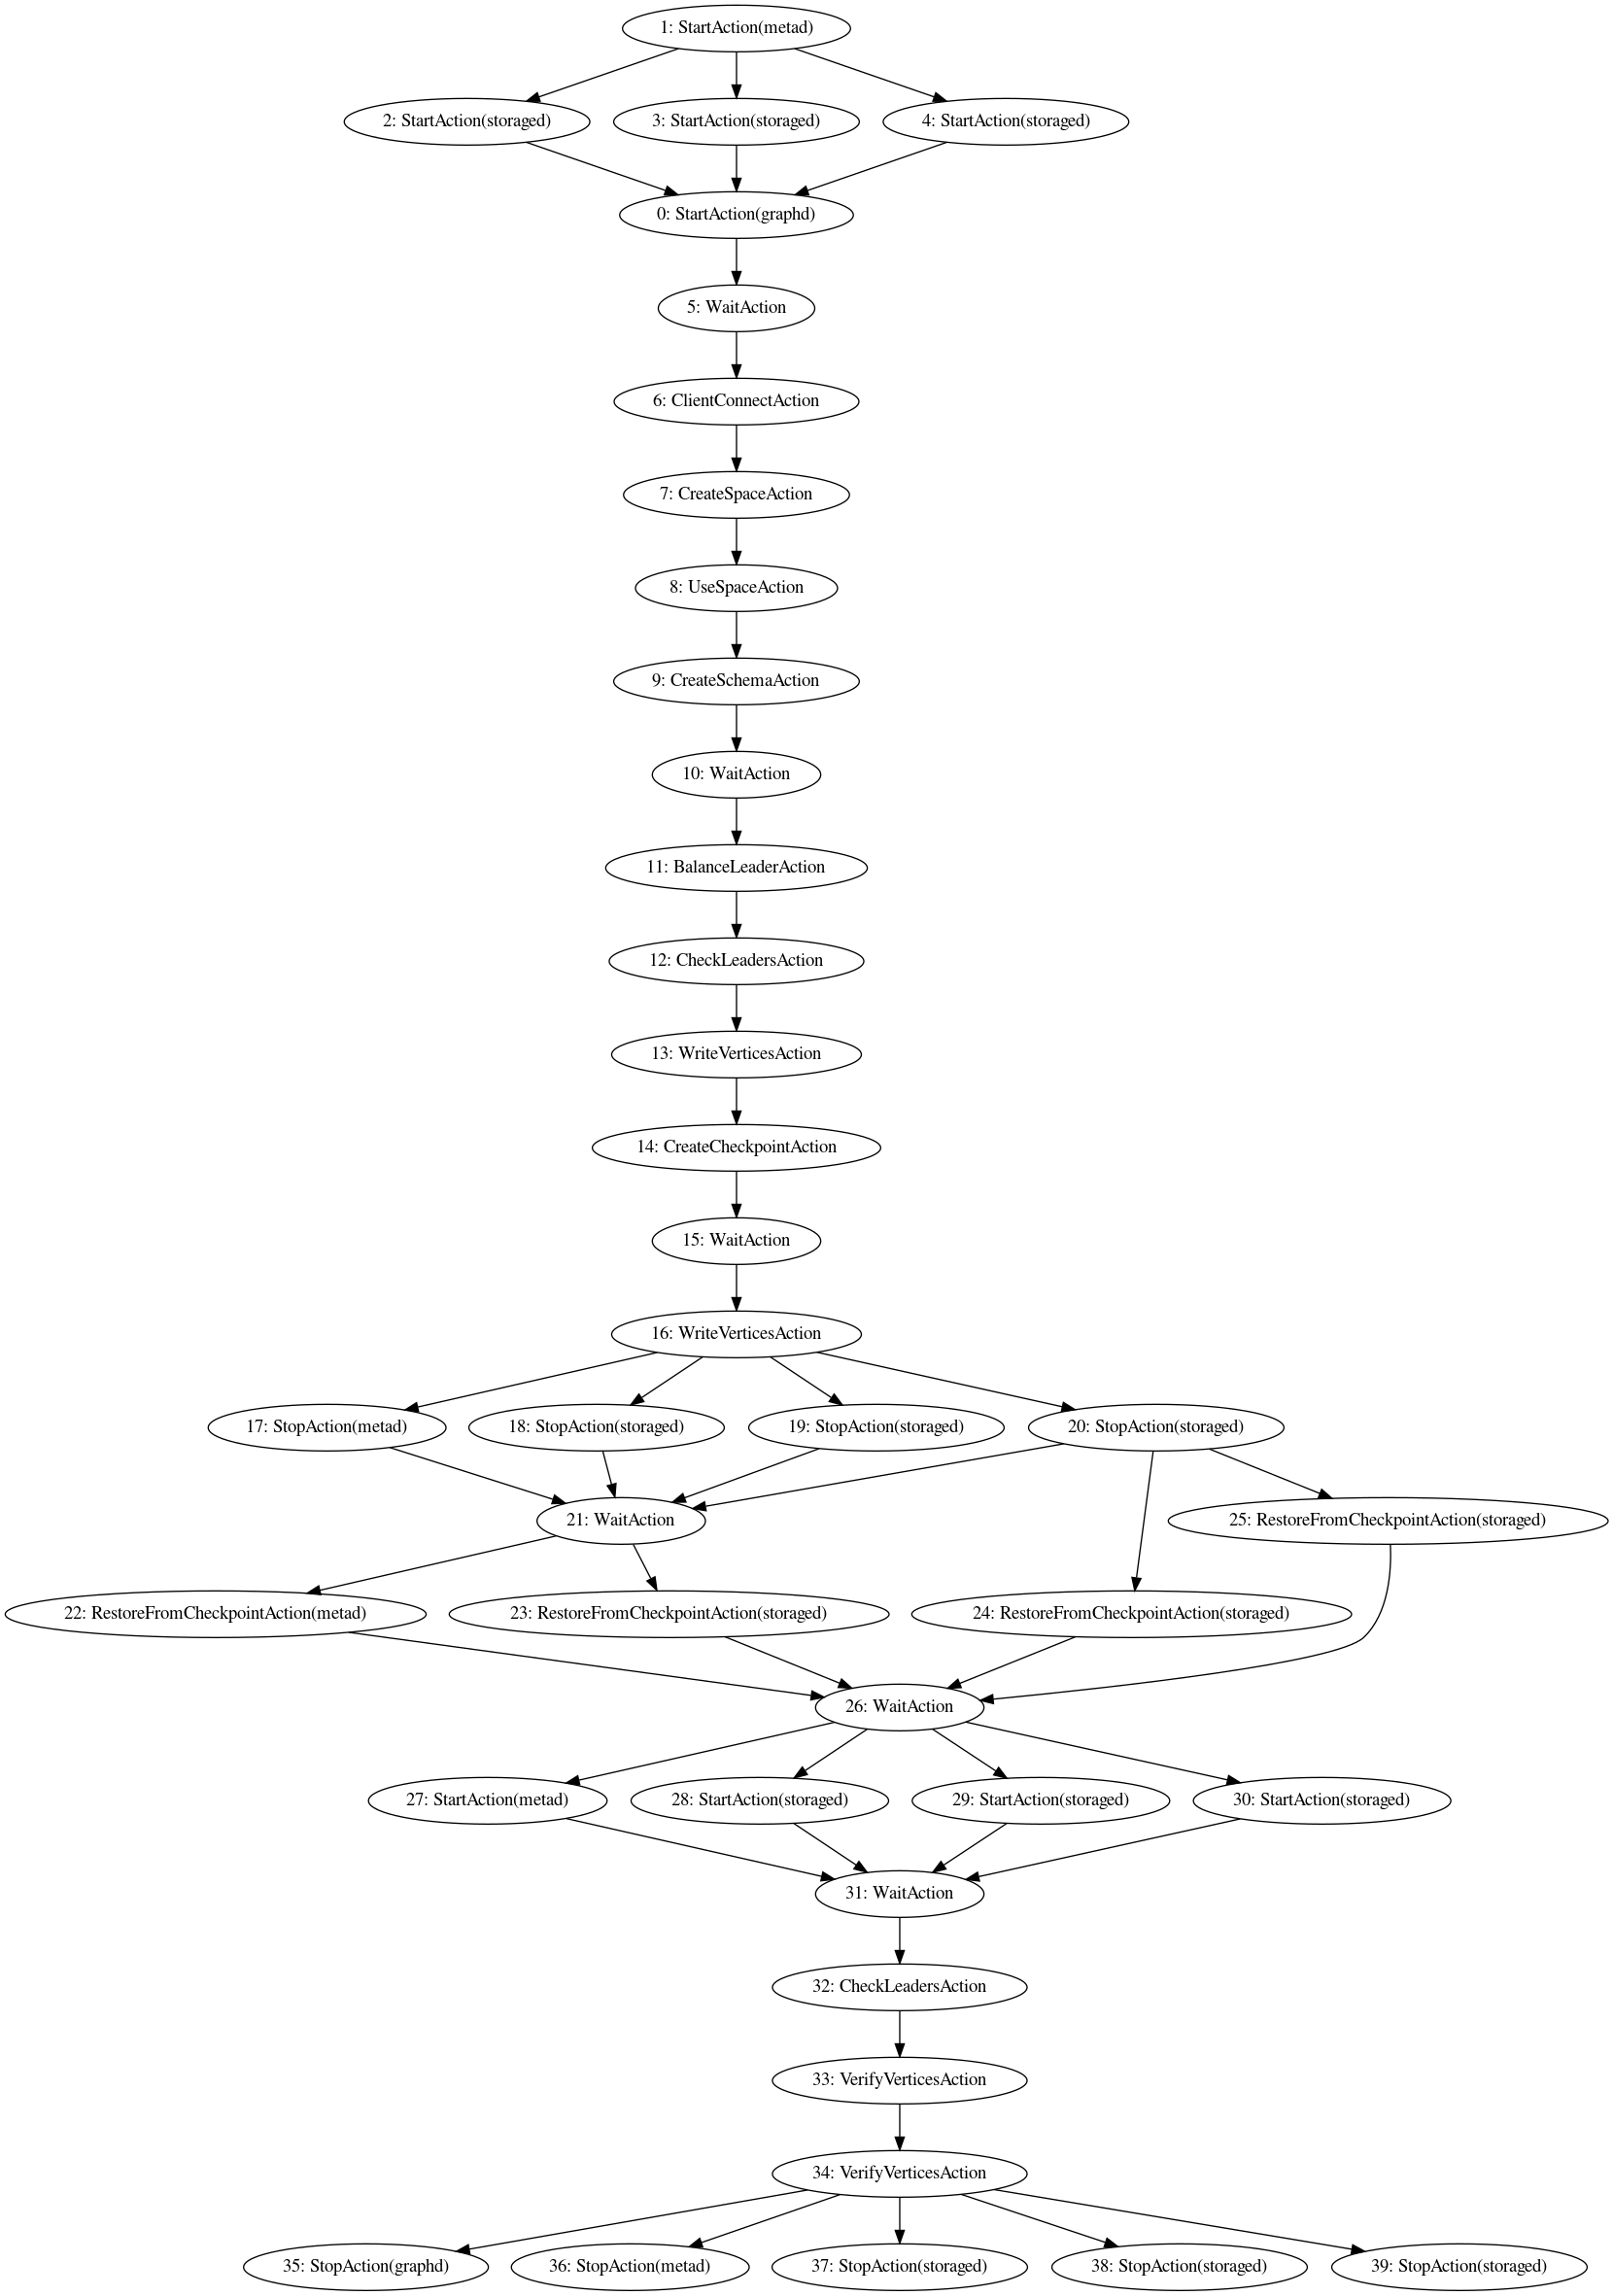 1: StartAction(metad)
2: StartAction(storaged)
3: StartAction(storaged)
4: StartAction(storaged)
0: StartAction(graphd)
5: WaitAction
6: ClientConnectAction
7: CreateSpaceAction
8: UseSpaceAction
9: CreateSchemaAction
10: WaitAction
11: BalanceLeaderAction
12: CheckLeadersAction
13: WriteVerticesAction
14: CreateCheckpointAction
15: WaitAction
16: WriteVerticesAction
17: StopAction(metad)
18: StopAction(storaged)
19: StopAction(storaged)
20: StopAction(storaged)
21: WaitAction
25: RestoreFromCheckpointAction(storaged)
22: RestoreFromCheckpointAction(metad)
23: RestoreFromCheckpointAction(storaged)
24: RestoreFromCheckpointAction(storaged)
26: WaitAction
27: StartAction(metad)
28: StartAction(storaged)
29: StartAction(storaged)
30: StartAction(storaged)
31: WaitAction
32: CheckLeadersAction
33: VerifyVerticesAction
34: VerifyVerticesAction
35: StopAction(graphd)
36: StopAction(metad)
37: StopAction(storaged)
38: StopAction(storaged)
39: StopAction(storaged)